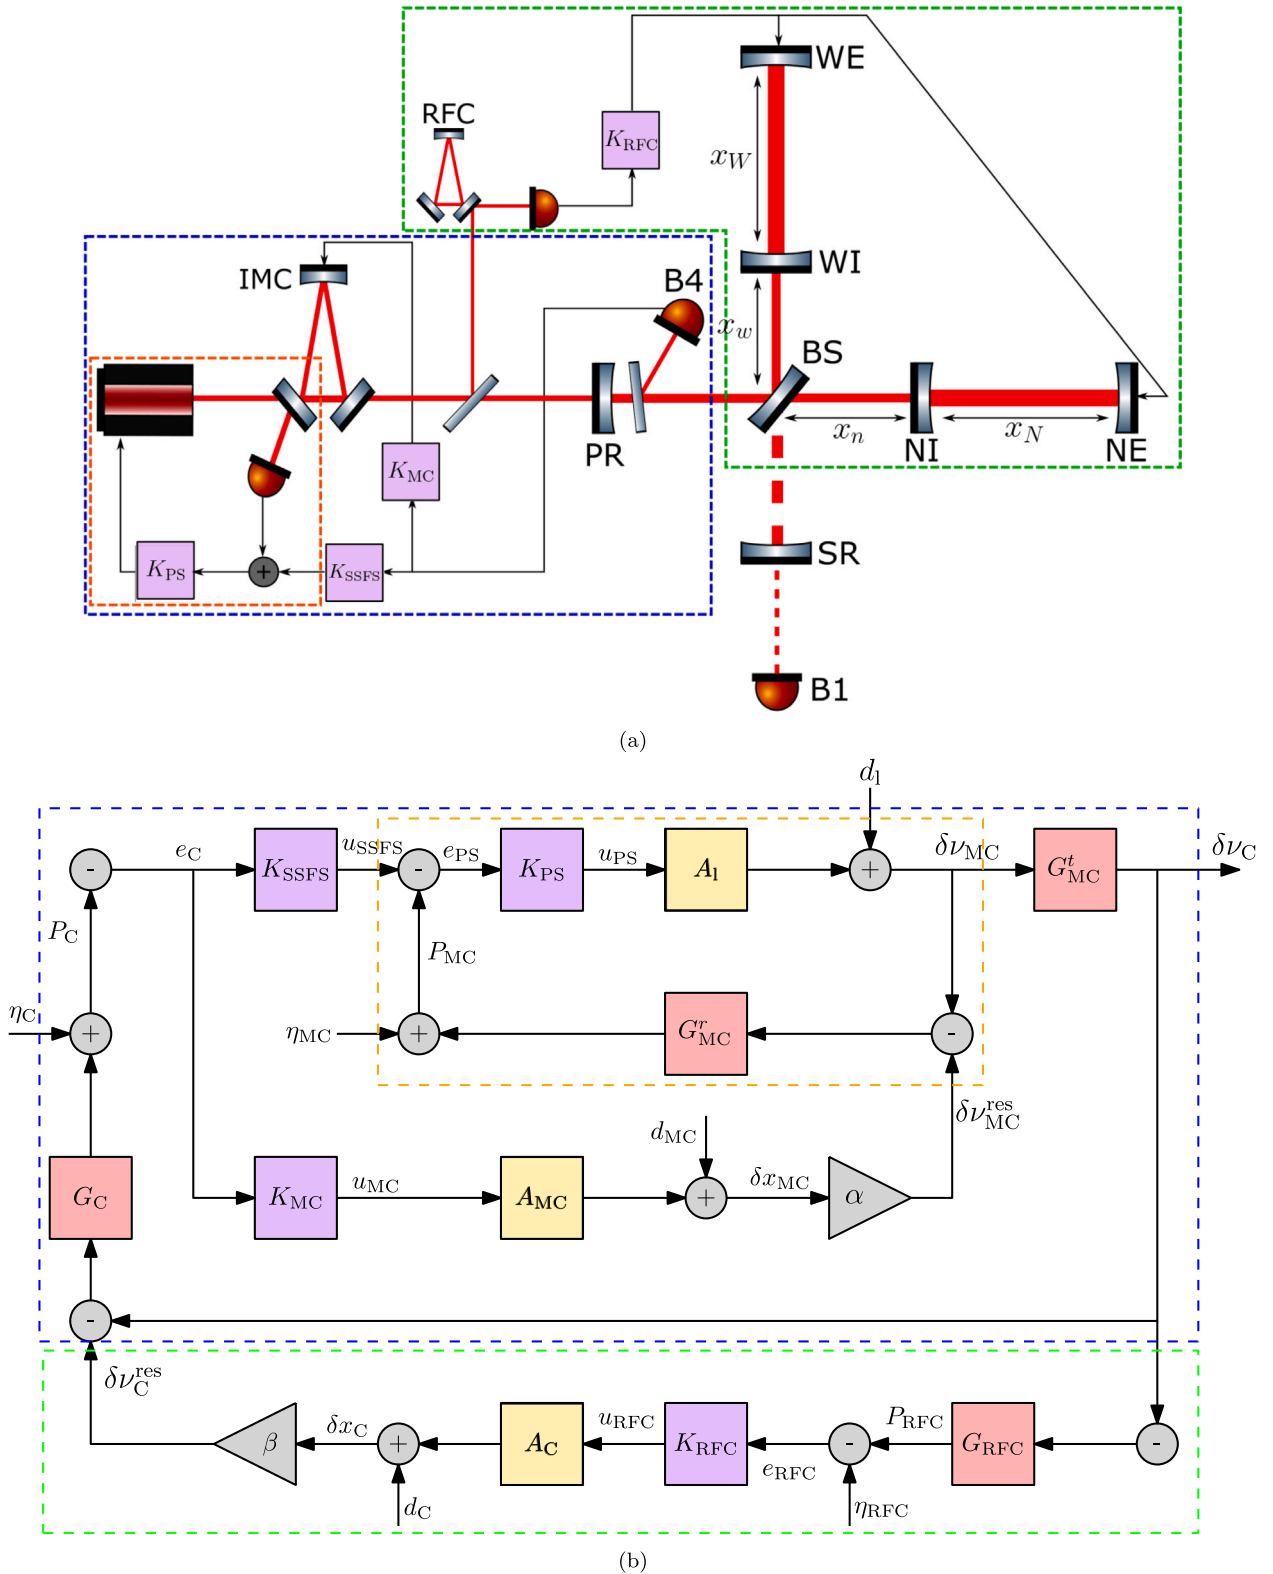 WE
RFC
K_RFC
x_W
IMC
B4
WI
x_w
BS
x_n
x_N
PR
NI
NE
K_MC
K_PS
+
K_SSFS
SR
B1
(a)
d_l
e_C
K_SSFS
u_SSFS
-
e_PS
K_PS
u_PS
A_l
+
δν_MC
G^t_MC
δν_C
-
P_C
P_MC
η_C
+
η_MC
+
G^r_MC
-
δν^res_MC
d_MC
G_C
K_MC
u_MC
A_MC
+
δx_MC
α
-
δν^res_C
β
δx_C
+
A_C
u_RFC
K_RFC
e_RFC
-
P_RFC
G_RFC
-
d_C
η_RFC
(b)